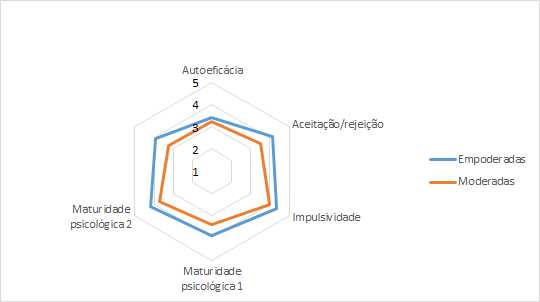 Autoeficácia
5
4
3
2
1
Aceitação/rejeição
Impulsividade
Maturidade
psicológica 1
Maturidade
psicológica 2
Empoderadas
Moderadas